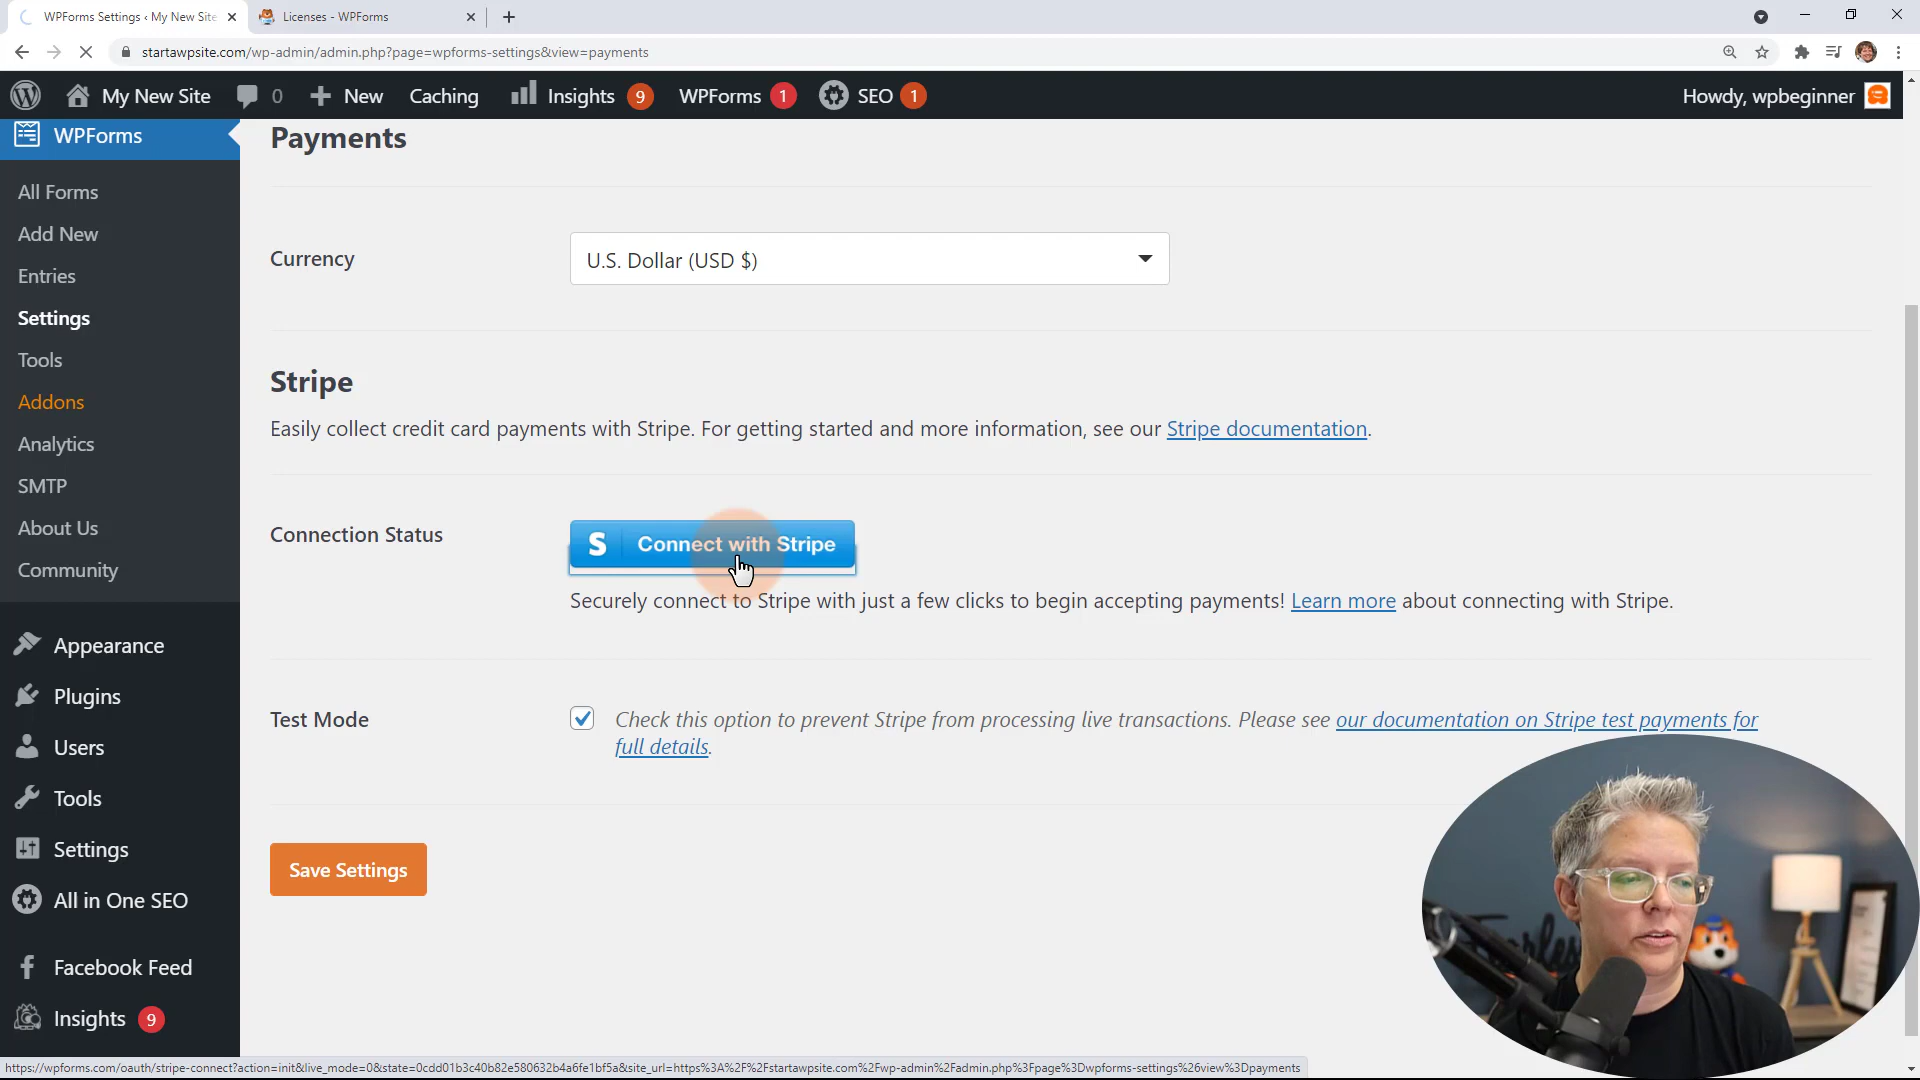 WPForms Settings ‹ My New Site
Licenses - WPForms
startawpsite.com/wp-admin/admin.php?page=wpforms-settings&view=payments
My New Site
0
New
Caching
Insights 9
WPForms 1
SEO 1
Howdy, wpbeginner
WPForms
All Forms
Add New
Entries
Settings
Tools
Addons
Analytics
SMTP
About Us
Community
Appearance
Plugins
Users
Tools
Settings
All in One SEO
Facebook Feed
Insights 9
Payments
Currency
U.S. Dollar (USD $)
Stripe
Easily collect credit card payments with Stripe. For getting started and more information, see our Stripe documentation.
Connection Status
S Connect with Stripe
Securely connect to Stripe with just a few clicks to begin accepting payments! Learn more about connecting with Stripe.
Test Mode
Check this option to prevent Stripe from processing live transactions. Please see our documentation on Stripe test payments for
full details.
Save Settings
https://wpforms.com/oauth/stripe-connect?action=init&live_mode=0&state=0cdd01b3c40b82e580632b4a6fe1bf5a&site_url=https%3A%2F%2Fstartawpsite.com%2Fwp-admin%2Fadmin.php%3Fpage%3Dwpforms-settings%26view%3Dpayments